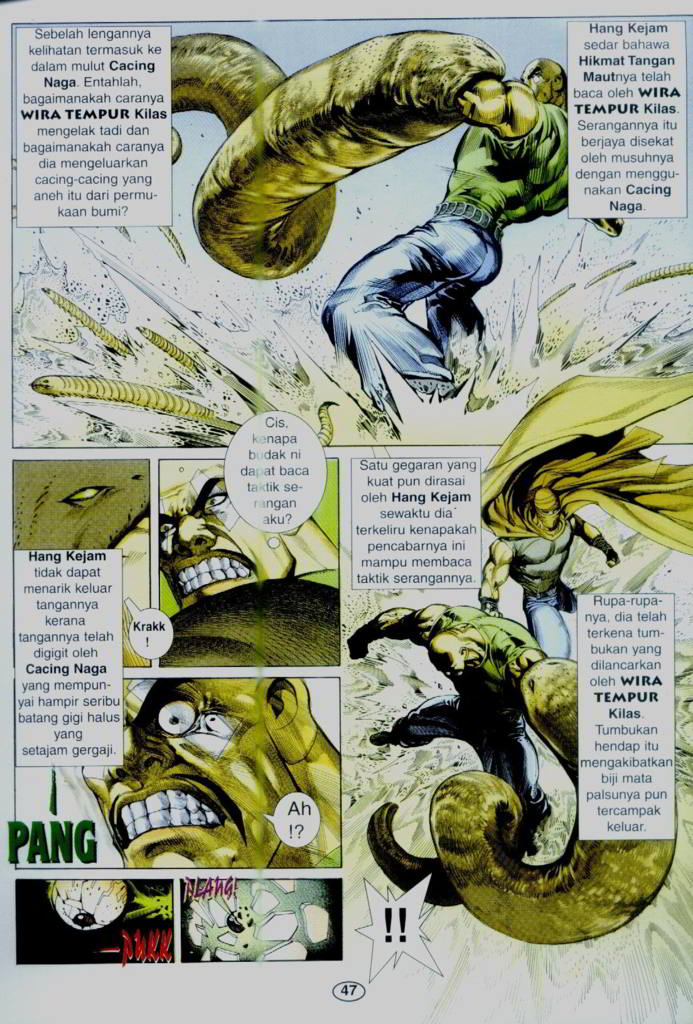 Sebelah lengannya
kelihatan termasuk ke
dalam mulut Cacing
Naga. Entahlah,
bagaimanakah caranya
WIRA TEMPUR Kilas
mengelak tadi dan
bagaimanakah caranya
dia mengeluarkan
cacing-cacing yang
aneh itu dari permu-
kaan bumi?
Hang Kejam
sedar bahawa
Hikmat Tangan
Mautnya telah
baca oleh WIRA
TEMPUR Kilas.
Serangannya itu
berjaya disekat
oleh musuhnya
dengan menggu-
nakan Cacing
Naga.
Hang Kejam
tidak dapat
menarik keluar
tangannya
kerana
tangannya telah
digigit oleh
Cacing Naga
yang mempun-
yai hampir seribu
batang gigi halus
yang
setajam gergaji.
Krakk
!
Cis,
kenapa
budak ni
dapat baca
taktik se-
rangan
aku?
Satu gegaran yang
kuat pun dirasai
oleh Hang Kejam
sewaktu dia
terkeliru kenapakah
pencabarnya ini
mampu membaca
taktik serangannya.
Rupa-rupa-
nya, dia telah
terkena tum-
bukan yang
dilancarkan
oleh WIRA
TEMPUR
Kilas.
Tumbukan
hendap itu
mengakibatkan
biji mata
palsunya pun
tercampak
keluar.
Ah
!?
PANG
PUKK
PLANG!
!!
47